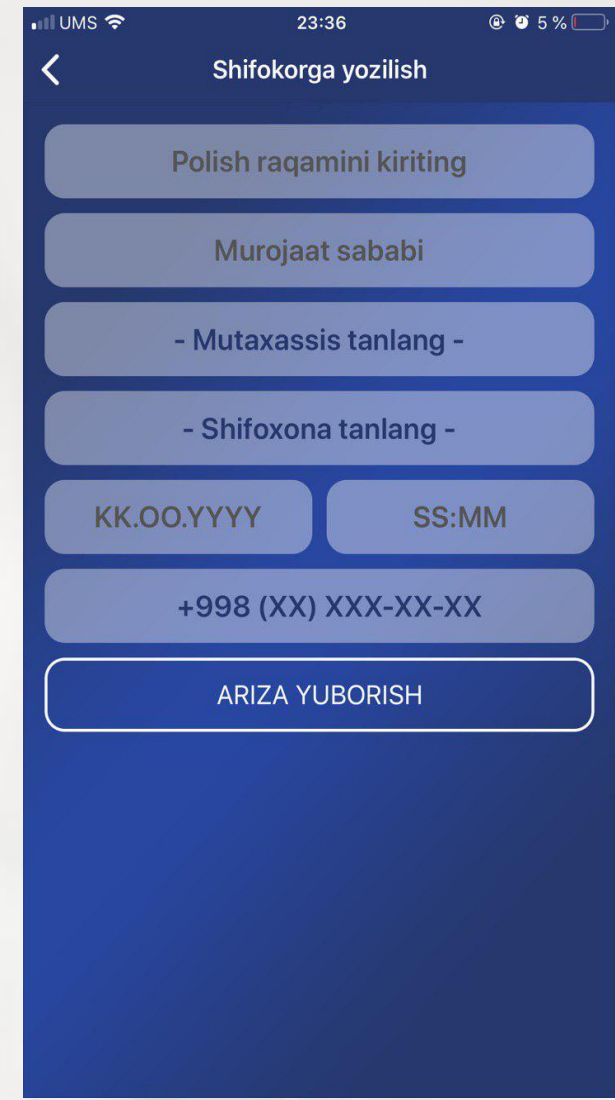 UMS 23:36 5 %
Shifokorga yozilish
Polish raqamini kiriting
Murojaat sababi
- Mutaxassis tanlang -
- Shifoxona tanlang -
KK.OO.YYYY SS:MM
+998 (XX) XXX-XX-XX
ARIZA YUBORISH